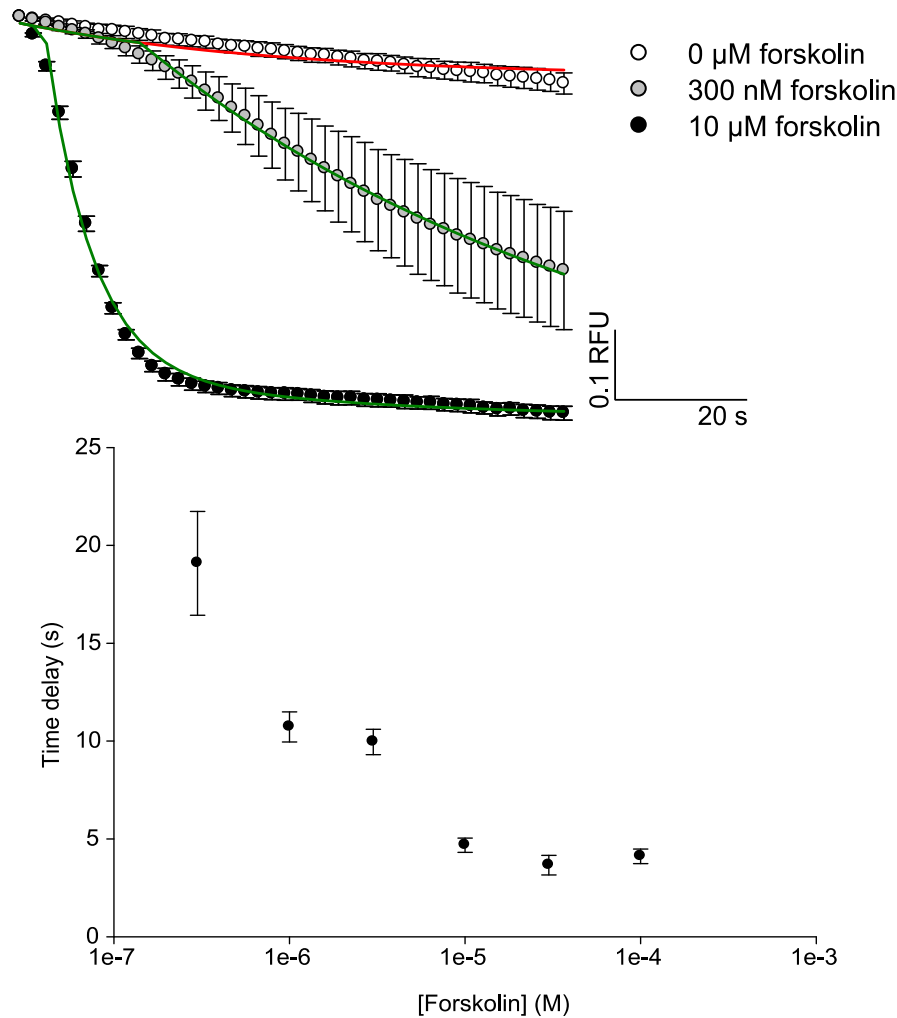 0 µM forskolin
300 nM forskolin
10 µM forskolin
0.1 RFU
20 s
25
20
15
10
5
0
Time delay (s)
1e-7
1e-6
1e-5
1e-4
1e-3
[Forskolin] (M)